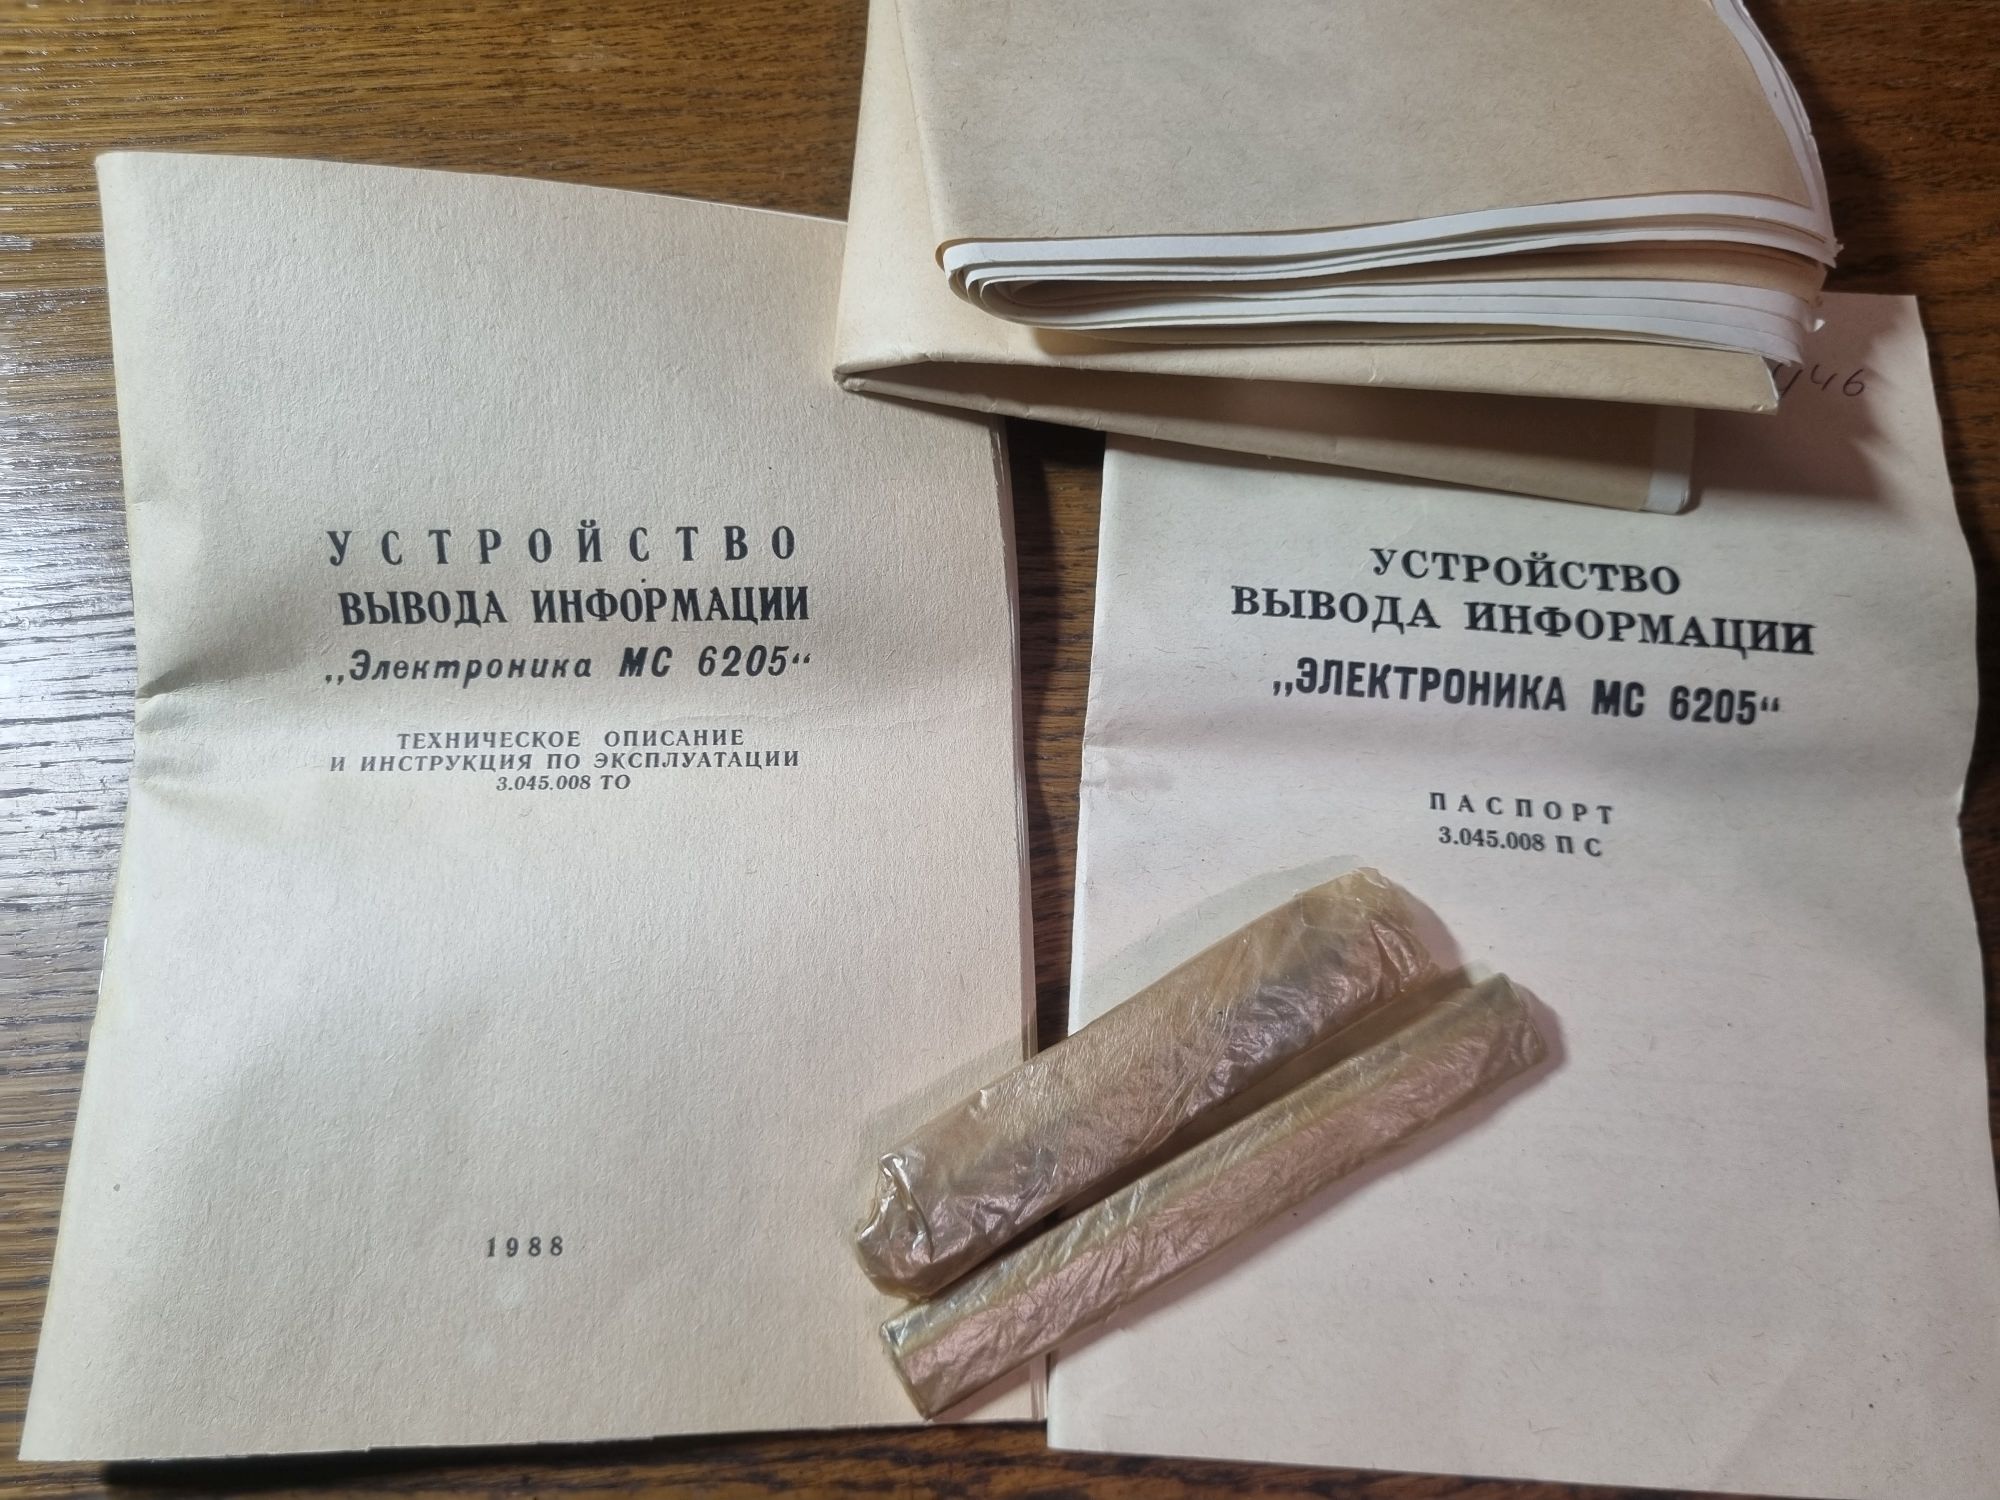 УСТРОЙСТВО
ВЫВОДА ИНФОРМАЦИИ
„Электроника МС 6205“
ТЕХНИЧЕСКОЕ ОПИСАНИЕ
И ИНСТРУКЦИЯ ПО ЭКСПЛУАТАЦИИ
3.045.008 ТО
1988
УСТРОЙСТВО
ВЫВОДА ИНФОРМАЦИИ
„ЭЛЕКТРОНИКА МС 6205“
ПАСПОРТ
3.045.008 ПС